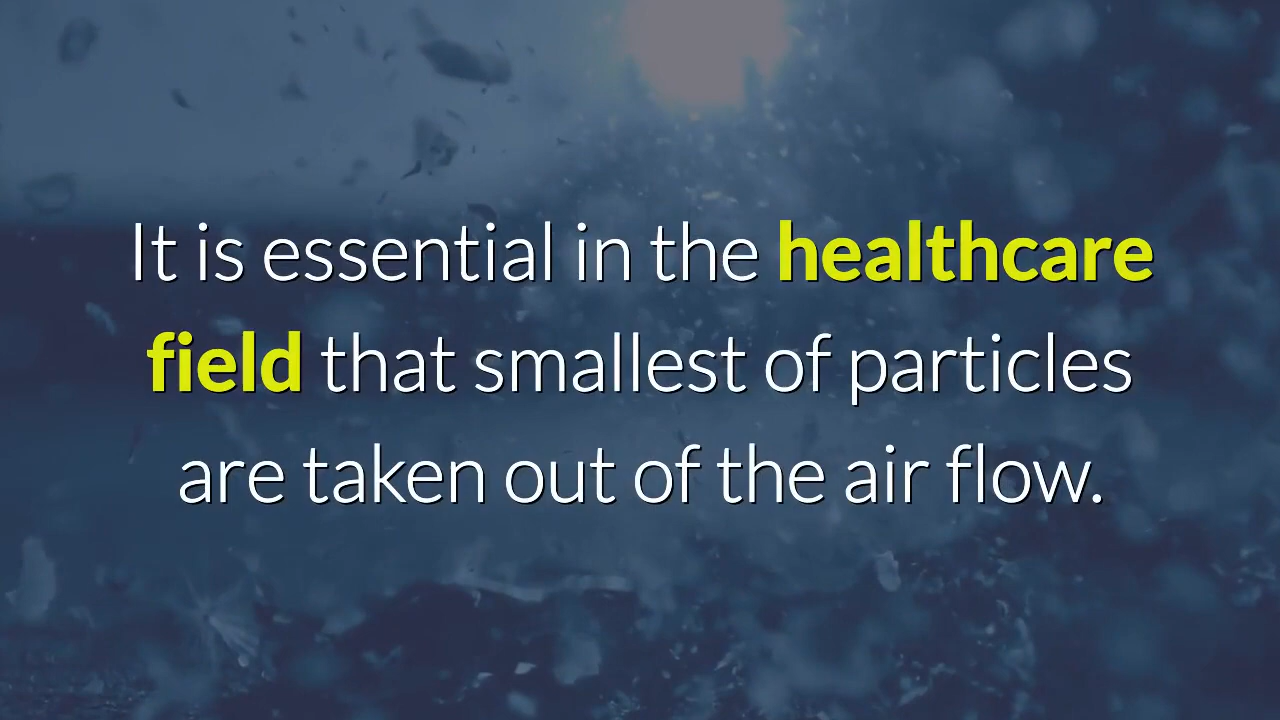 It is essential in the healthcare
field that smallest of particles
are taken out of the air flow.